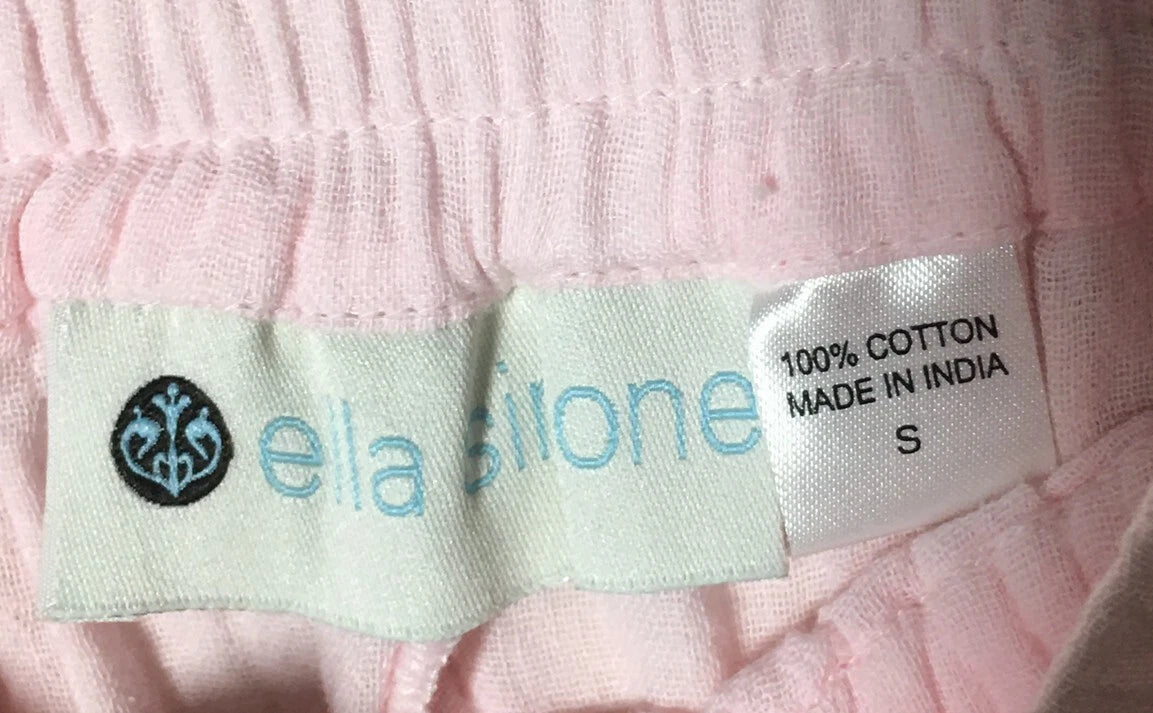 ella silone
100% COTTON
MADE IN INDIA
S